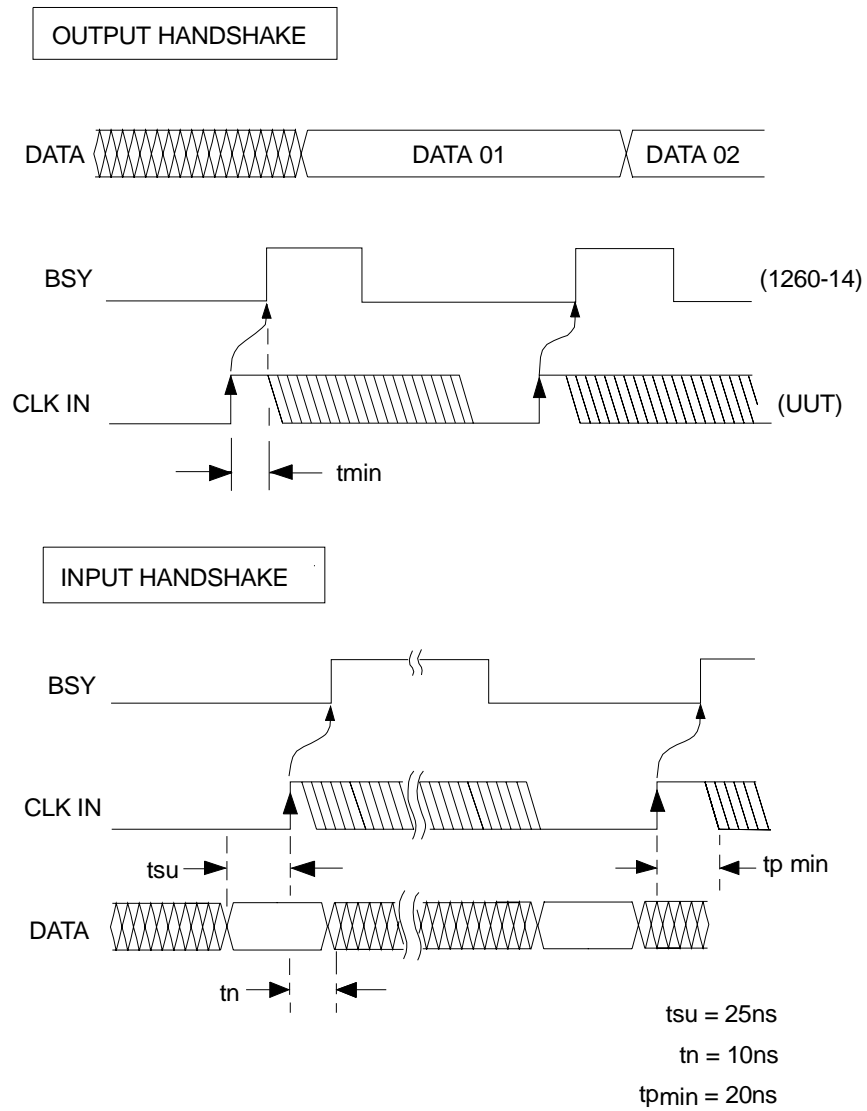 OUTPUT HANDSHAKE
DATA
DATA 01
DATA 02
BSY
(1260-14)
CLK IN
(UUT)
tmin
INPUT HANDSHAKE
BSY
CLK IN
tsu
tp min
DATA
tn
tsu = 25ns
tn = 10ns
tpmin = 20ns